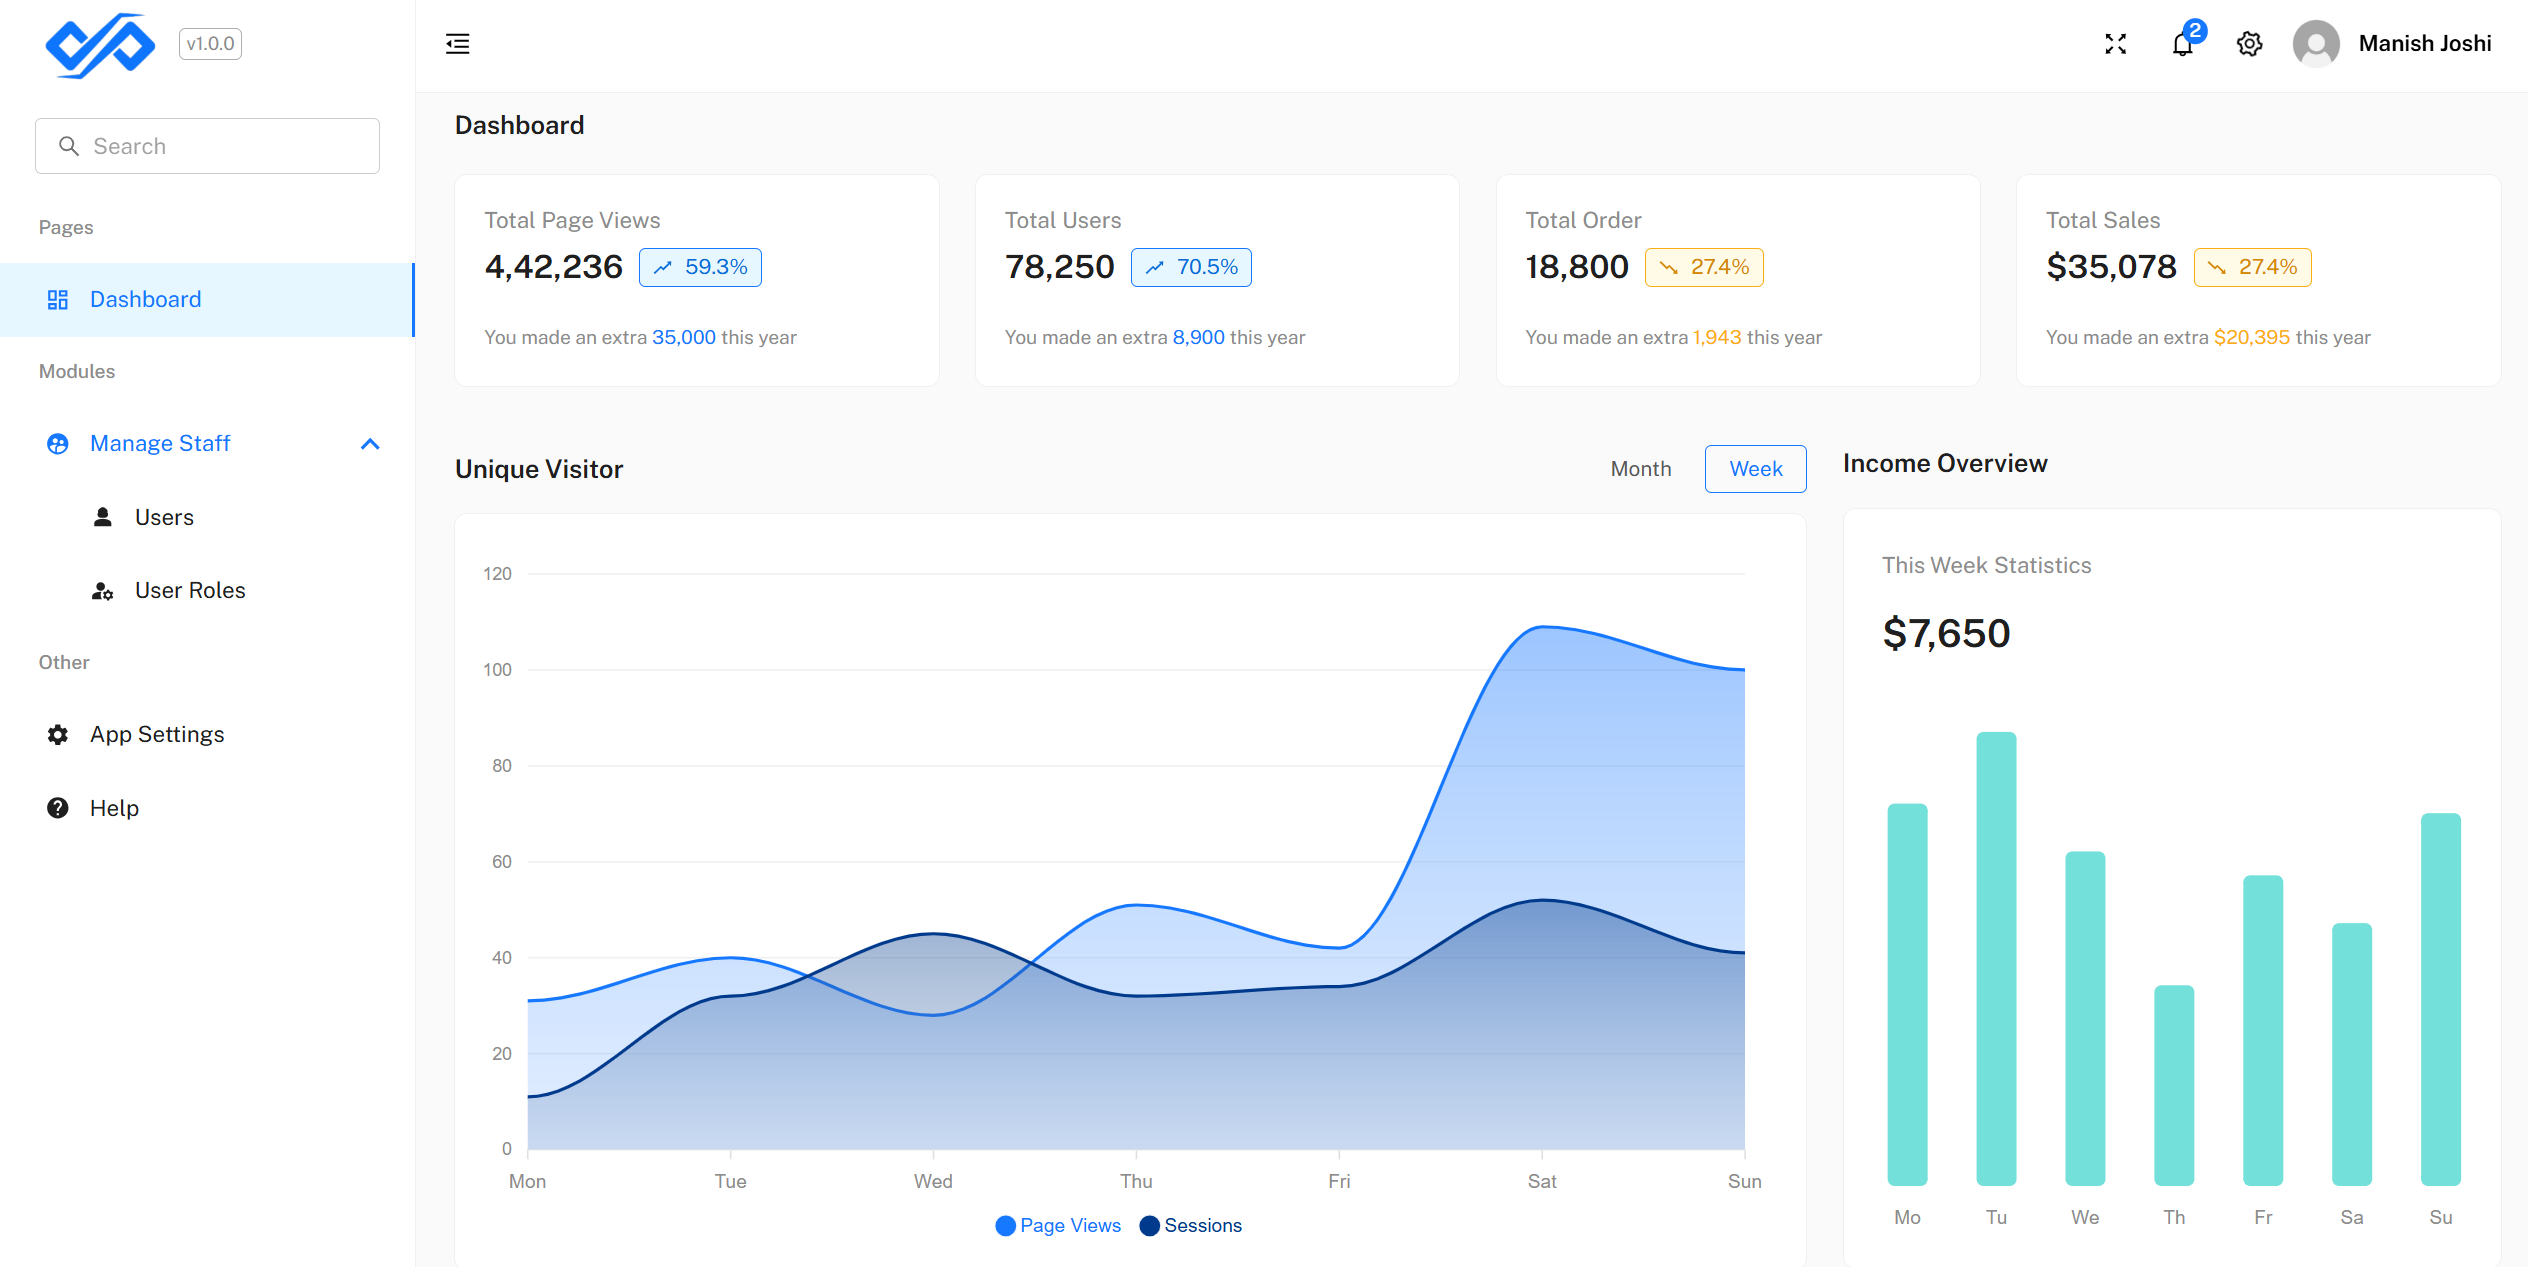 v1.0.0
2
Manish Joshi
Search
Pages
Dashboard
Modules
Manage Staff
Users
User Roles
Other
App Settings
Help
Dashboard
Total Page Views
4,42,236 59.3%
You made an extra 35,000 this year
Total Users
78,250 70.5%
You made an extra 8,900 this year
Total Order
18,800 27.4%
You made an extra 1,943 this year
Total Sales
$35,078 27.4%
You made an extra $20,395 this year
Unique Visitor
Month Week
120
100
80
60
40
20
0
Mon Tue Wed Thu Fri Sat Sun
Page Views Sessions
Income Overview
This Week Statistics
$7,650
Mo Tu We Th Fr Sa Su